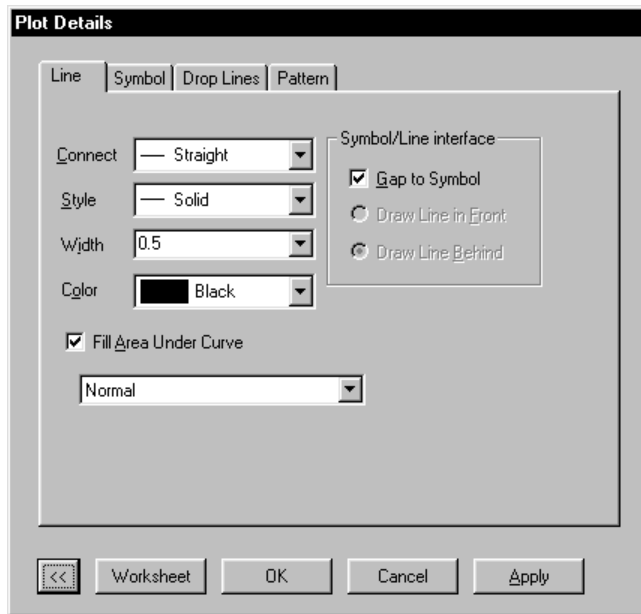 Plot Details
Line Symbol Drop Lines Pattern
Connect Straight
Style Solid
Width 0.5
Color Black
Symbol/Line interface
Gap to Symbol
Draw Line in Front
Draw Line Behind
Fill Area Under Curve
Normal
<< Worksheet OK Cancel Apply